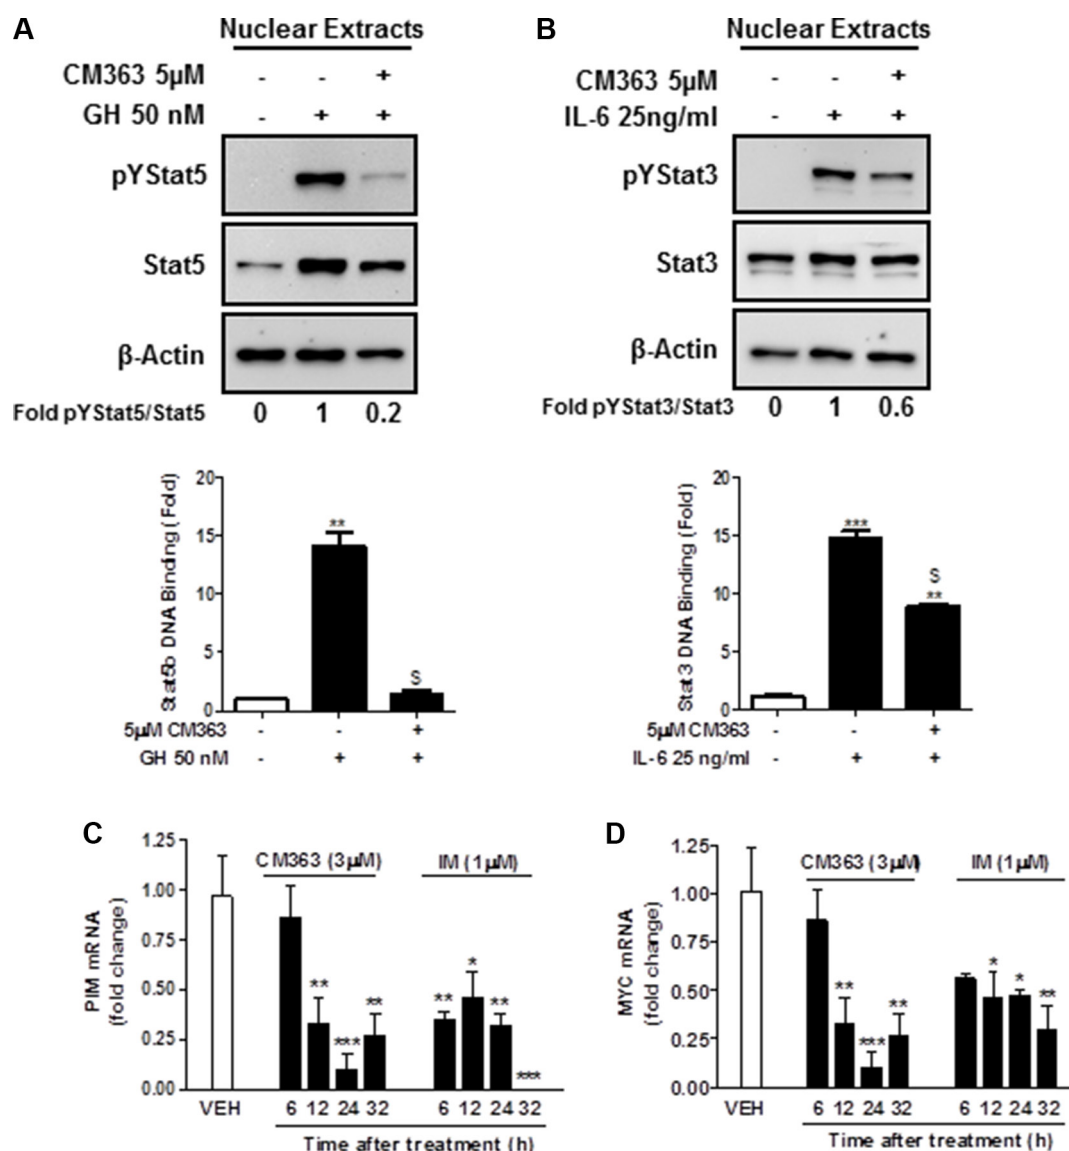 A
Nuclear Extracts
CM363 5µM - - +
GH 50 nM - + +
pYStat5
Stat5
β-Actin
Fold pYStat5/Stat5 0 1 0.2
Stat5b DNA Binding (Fold)
20
15
10
5
0
**
S
5µM CM363 - - +
GH 50 nM - + +
B
Nuclear Extracts
CM363 5µM - - +
IL-6 25ng/ml - + +
pYStat3
Stat3
β-Actin
Fold pYStat3/Stat3 0 1 0.6
Stat3 DNA Binding (Fold)
20
15
10
5
0
***
S
**
5µM CM363 - - +
IL-6 25 ng/ml - + +
C
PIM mRNA
(fold change)
1.25
1.00
0.75
0.50
0.25
0.00
CM363 (3µM) IM (1µM)
** *** ** ** * ** ***
VEH 6 12 24 32 6 12 24 32
Time after treatment (h)
D
MYC mRNA
(fold change)
1.25
1.00
0.75
0.50
0.25
0.00
CM363 (3µM) IM (1µM)
** *** ** * * **
VEH 6 12 24 32 6 12 24 32
Time after treatment (h)